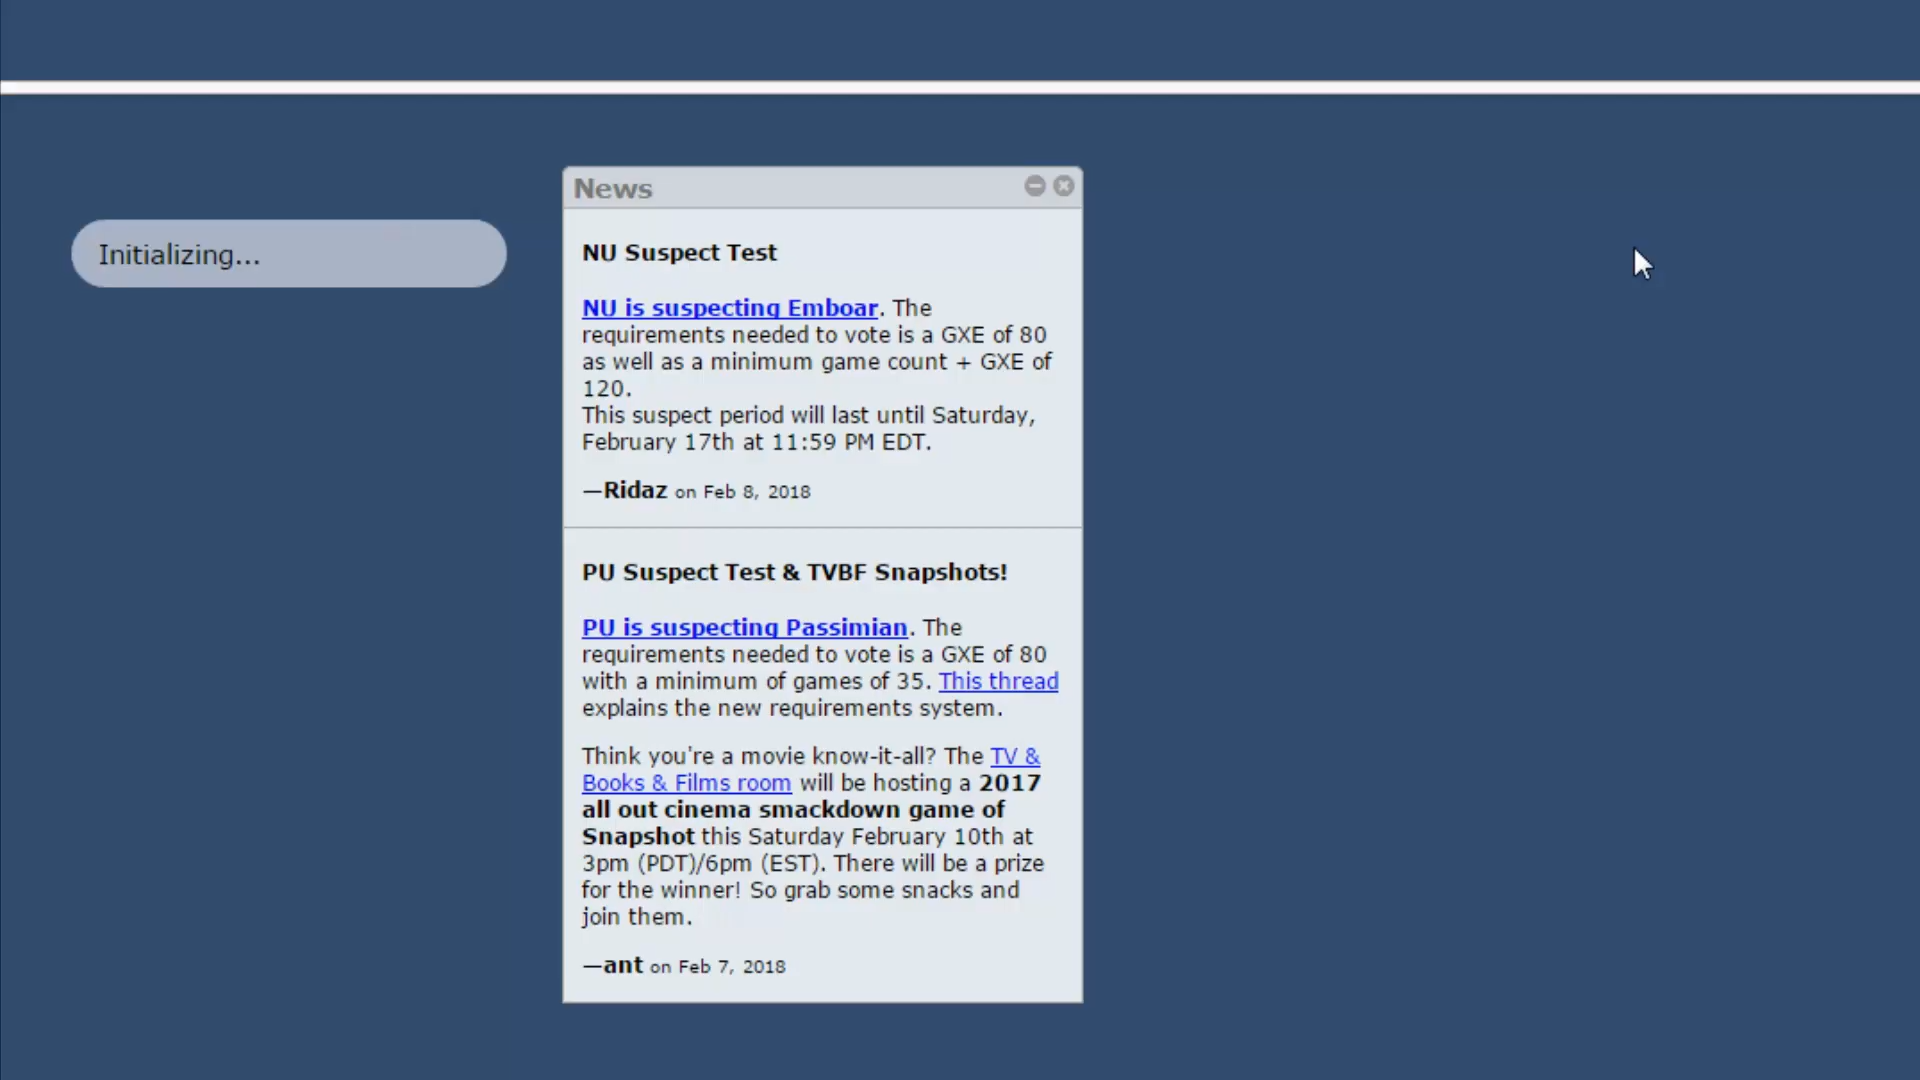 Initializing...
News
NU Suspect Test
NU is suspecting Emboar. The
requirements needed to vote is a GXE of 80
as well as a minimum game count + GXE of
120.
This suspect period will last until Saturday,
February 17th at 11:59 PM EDT.
—Ridaz on Feb 8, 2018
PU Suspect Test & TVBF Snapshots!
PU is suspecting Passimian. The
requirements needed to vote is a GXE of 80
with a minimum of games of 35. This thread
explains the new requirements system.
Think you're a movie know-it-all? The TV &
Books & Films room will be hosting a 2017
all out cinema smackdown game of
Snapshot this Saturday February 10th at
3pm (PDT)/6pm (EST). There will be a prize
for the winner! So grab some snacks and
join them.
—ant on Feb 7, 2018